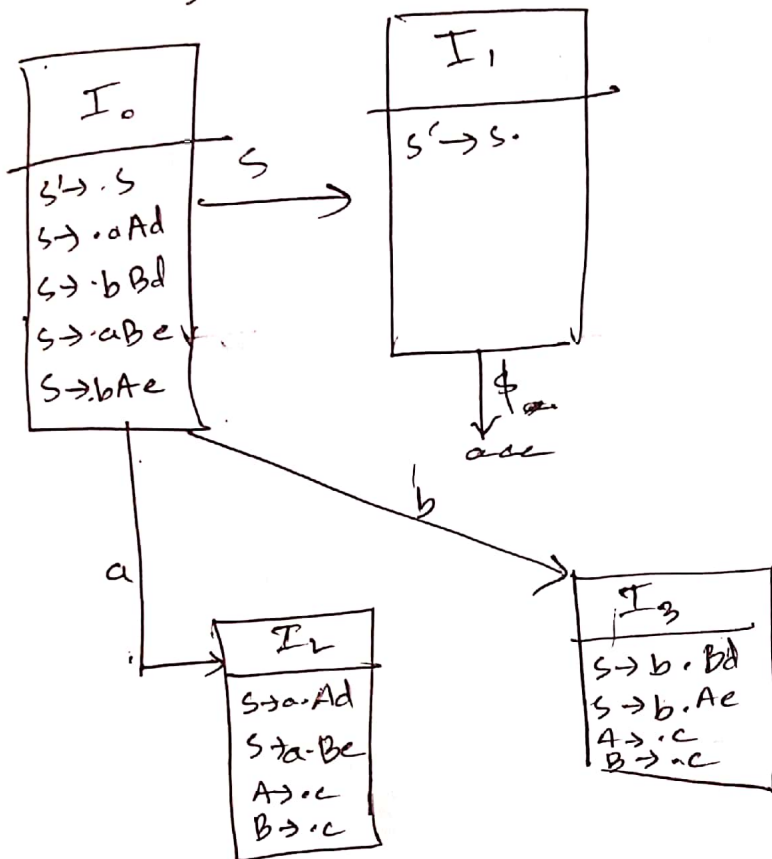 I₀
S'→ .S
S→ .aAd
S→ .bBd
S→ .aBe
S→ .bAe
S
I₁
S'→ S.
$
acc
a
b
I₂
S→a.Ad
S→a.Be
A→.c
B→.c
I₃
S→ b.Bd
S→ b.Ae
A→ .c
B→ .c